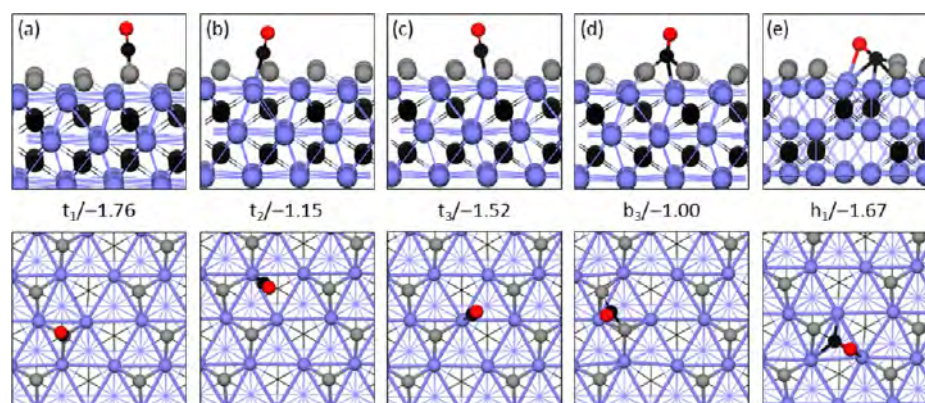 (a) (b) (c) (d) (e)
t₁/−1.76 t₂/−1.15 t₃/−1.52 b₃/−1.00 h₁/−1.67